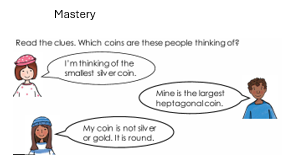 Mastery
Read the clues. Which coins are these people thinking of?
I'm thinking of the
smallest silver coin.
Mine is the largest
heptagonal coin.
My coin is not silver
or gold. It is round.